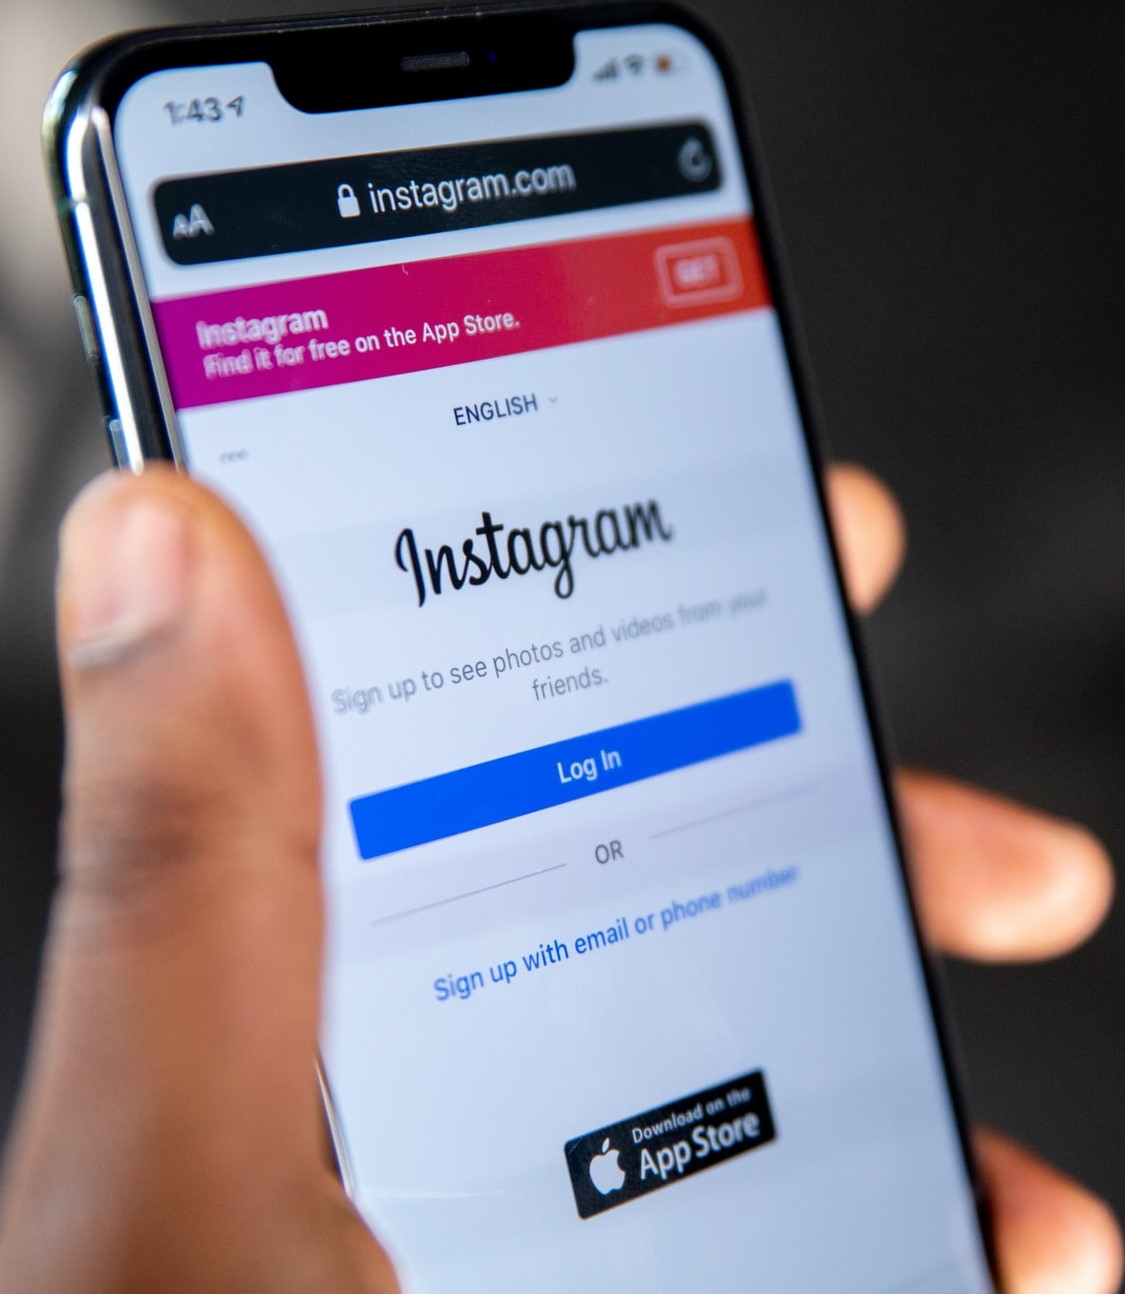 1:43
AA instagram.com
Instagram
Find it for free on the App Store.
GET
ENGLISH
Instagram
Sign up to see photos and videos from your
friends.
Log In
OR
Sign up with email or phone number
Download on the
App Store